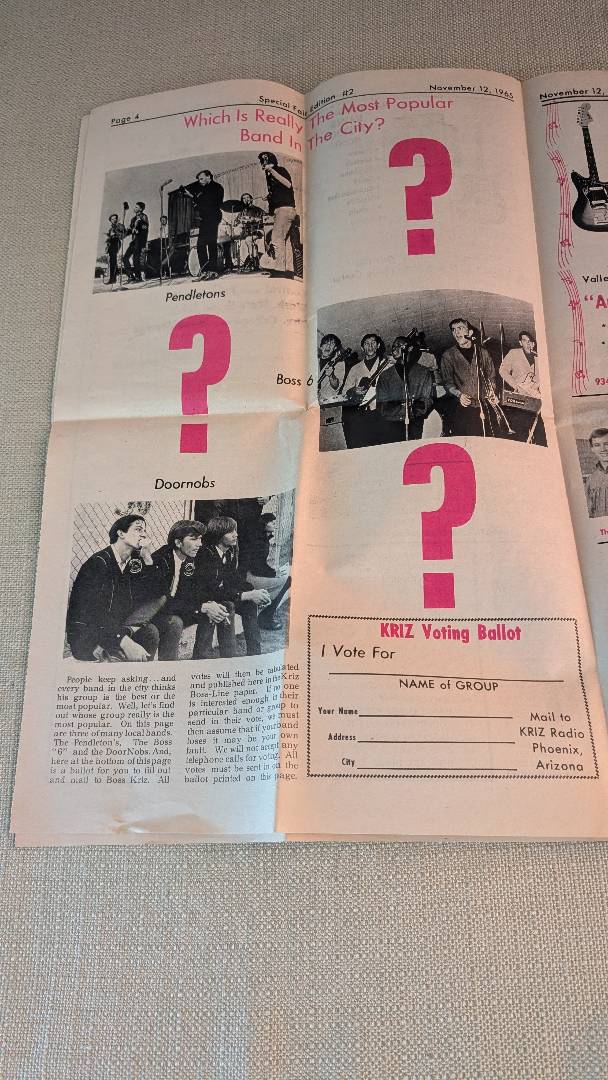 Page 4
Special Fair Edition #2
November 12, 1965
Which Is Really The Most Popular
Band In The City?
?
Pendletons
?
Boss 6
Doornobs
?
People keep asking...and
every band in the city thinks
his group is the best or the
most popular. Well, let's find
out whose group really is the
most popular. On this page
are three of many local bands.
The Pendleton's, The Boss
"6" and the DoorNobs. And,
here at the bottom of this page
is a ballot for you to fill out
and mail to Boss Kriz. All
votes will then be tabulated
and published here in the Kriz
Boss-Line paper. If no one
is interested enough in their
particular band or group to
send in their vote, we must
then assume that if your band
loses it may be your own
fault. We will not accept any
telephone calls for voting. All
votes must be sent in on the
ballot printed on this page.
KRIZ Voting Ballot
I Vote For
NAME of GROUP
Your Name
Address
City
Mail to
KRIZ Radio
Phoenix,
Arizona
November 12,
Valle
"A
934
Th